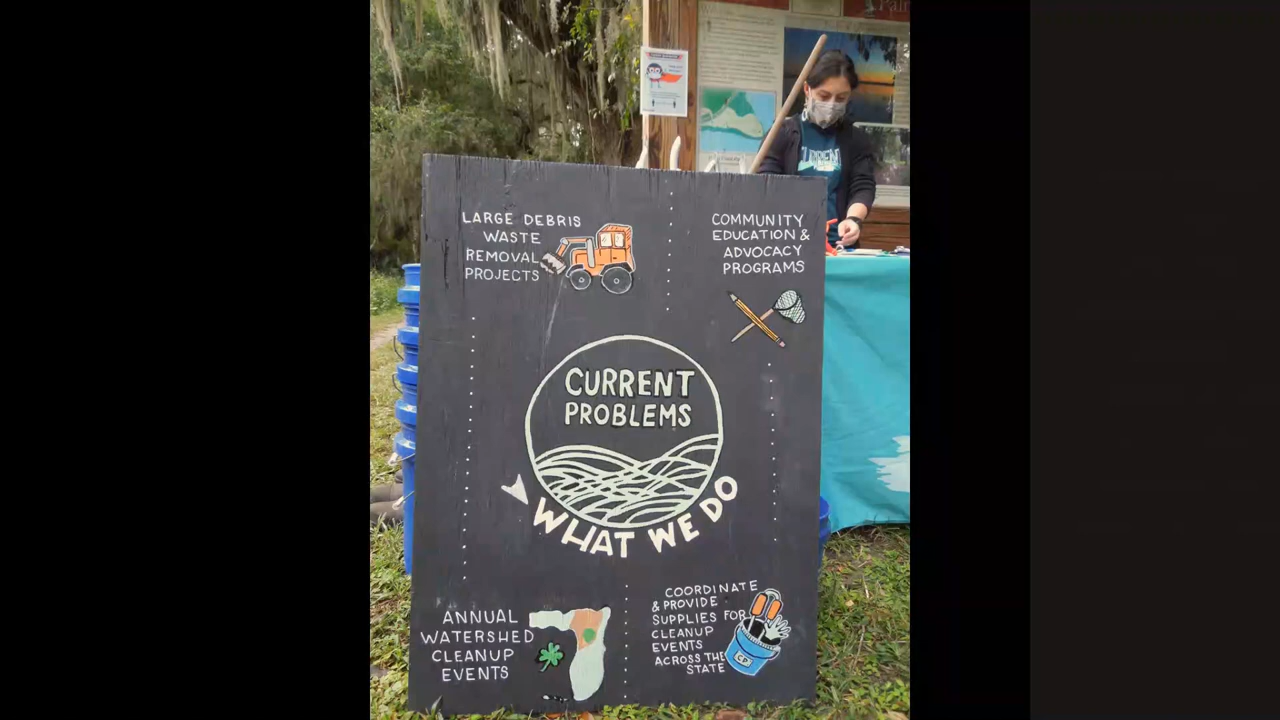 LARGE DEBRIS
WASTE
REMOVAL
PROJECTS
COMMUNITY
EDUCATION &
ADVOCACY
PROGRAMS
CURRENT
PROBLEMS
WHAT WE DO
ANNUAL
WATERSHED
CLEANUP
EVENTS
COORDINATE
& PROVIDE
SUPPLIES FOR
CLEANUP
EVENTS
ACROSS THE
STATE
CP